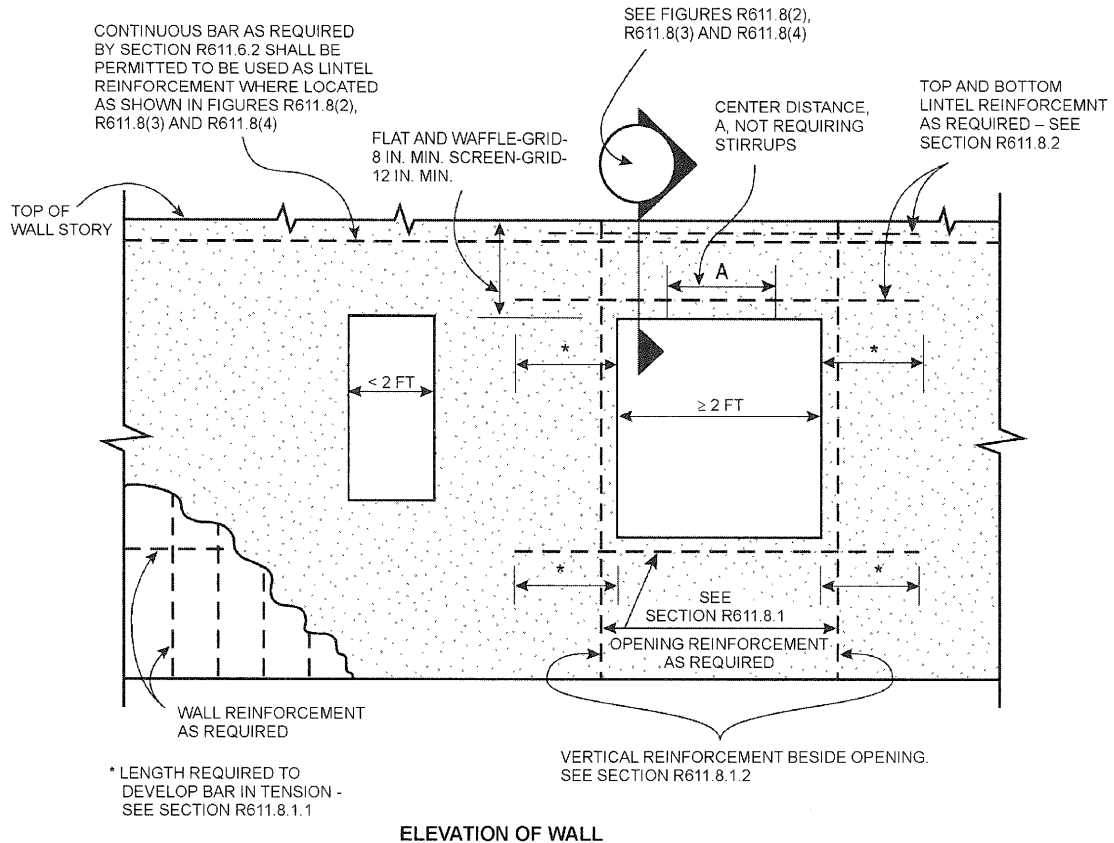 CONTINUOUS BAR AS REQUIRED
BY SECTION R611.6.2 SHALL BE
PERMITTED TO BE USED AS LINTEL
REINFORCEMENT WHERE LOCATED
AS SHOWN IN FIGURES R611.8(2),
R611.8(3) AND R611.8(4)
SEE FIGURES R611.8(2),
R611.8(3) AND R611.8(4)
FLAT AND WAFFLE-GRID-
8 IN. MIN. SCREEN-GRID-
12 IN. MIN.
CENTER DISTANCE,
A, NOT REQUIRING
STIRRUPS
TOP AND BOTTOM
LINTEL REINFORCEMNT
AS REQUIRED – SEE
SECTION R611.8.2
TOP OF
WALL STORY
A
*
*
< 2 FT
≥ 2 FT
*
*
SEE
SECTION R611.8.1
OPENING REINFORCEMENT
AS REQUIRED
WALL REINFORCEMENT
AS REQUIRED
VERTICAL REINFORCEMENT BESIDE OPENING.
SEE SECTION R611.8.1.2
* LENGTH REQUIRED TO
DEVELOP BAR IN TENSION -
SEE SECTION R611.8.1.1
ELEVATION OF WALL